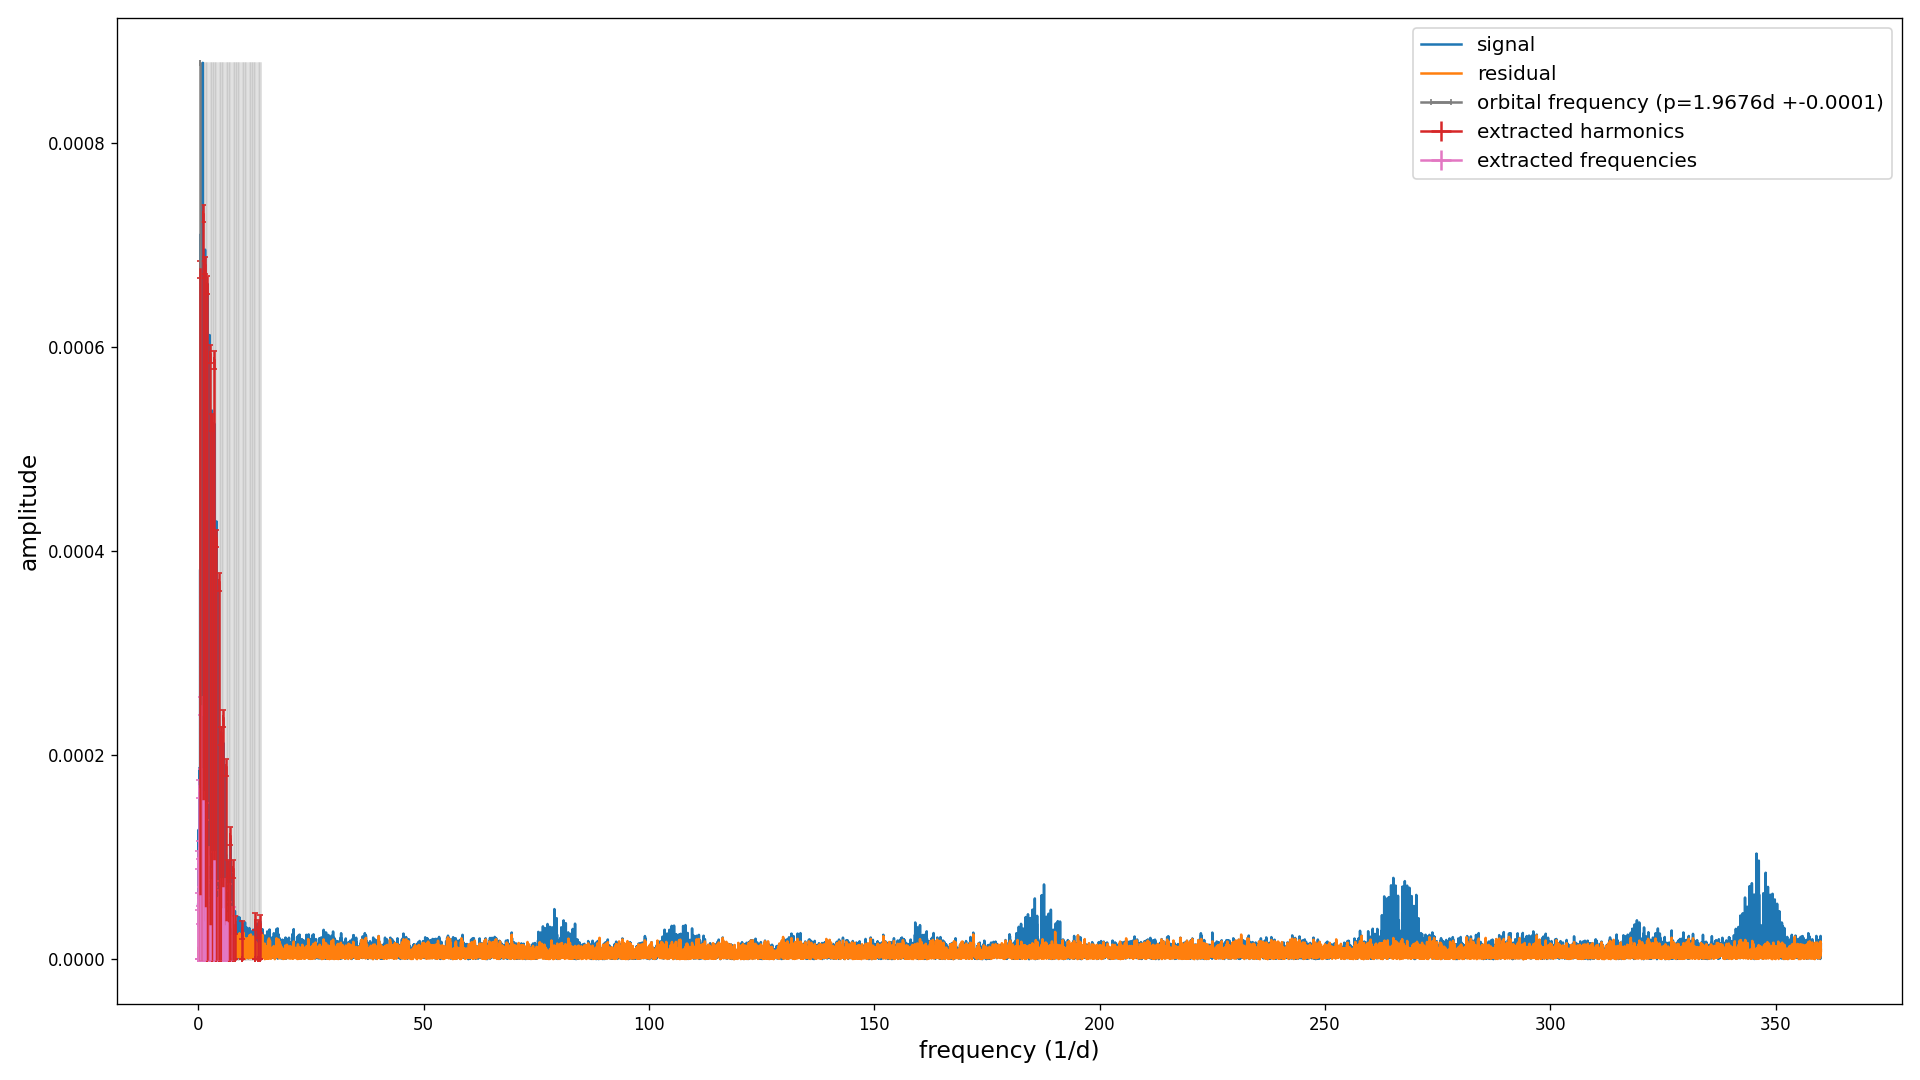 signal
residual
orbital frequency (p=1.9676d +-0.0001)
extracted harmonics
extracted frequencies
amplitude
0.0008
0.0006
0.0004
0.0002
0.0000
0 50 100 150 200 250 300 350
frequency (1/d)